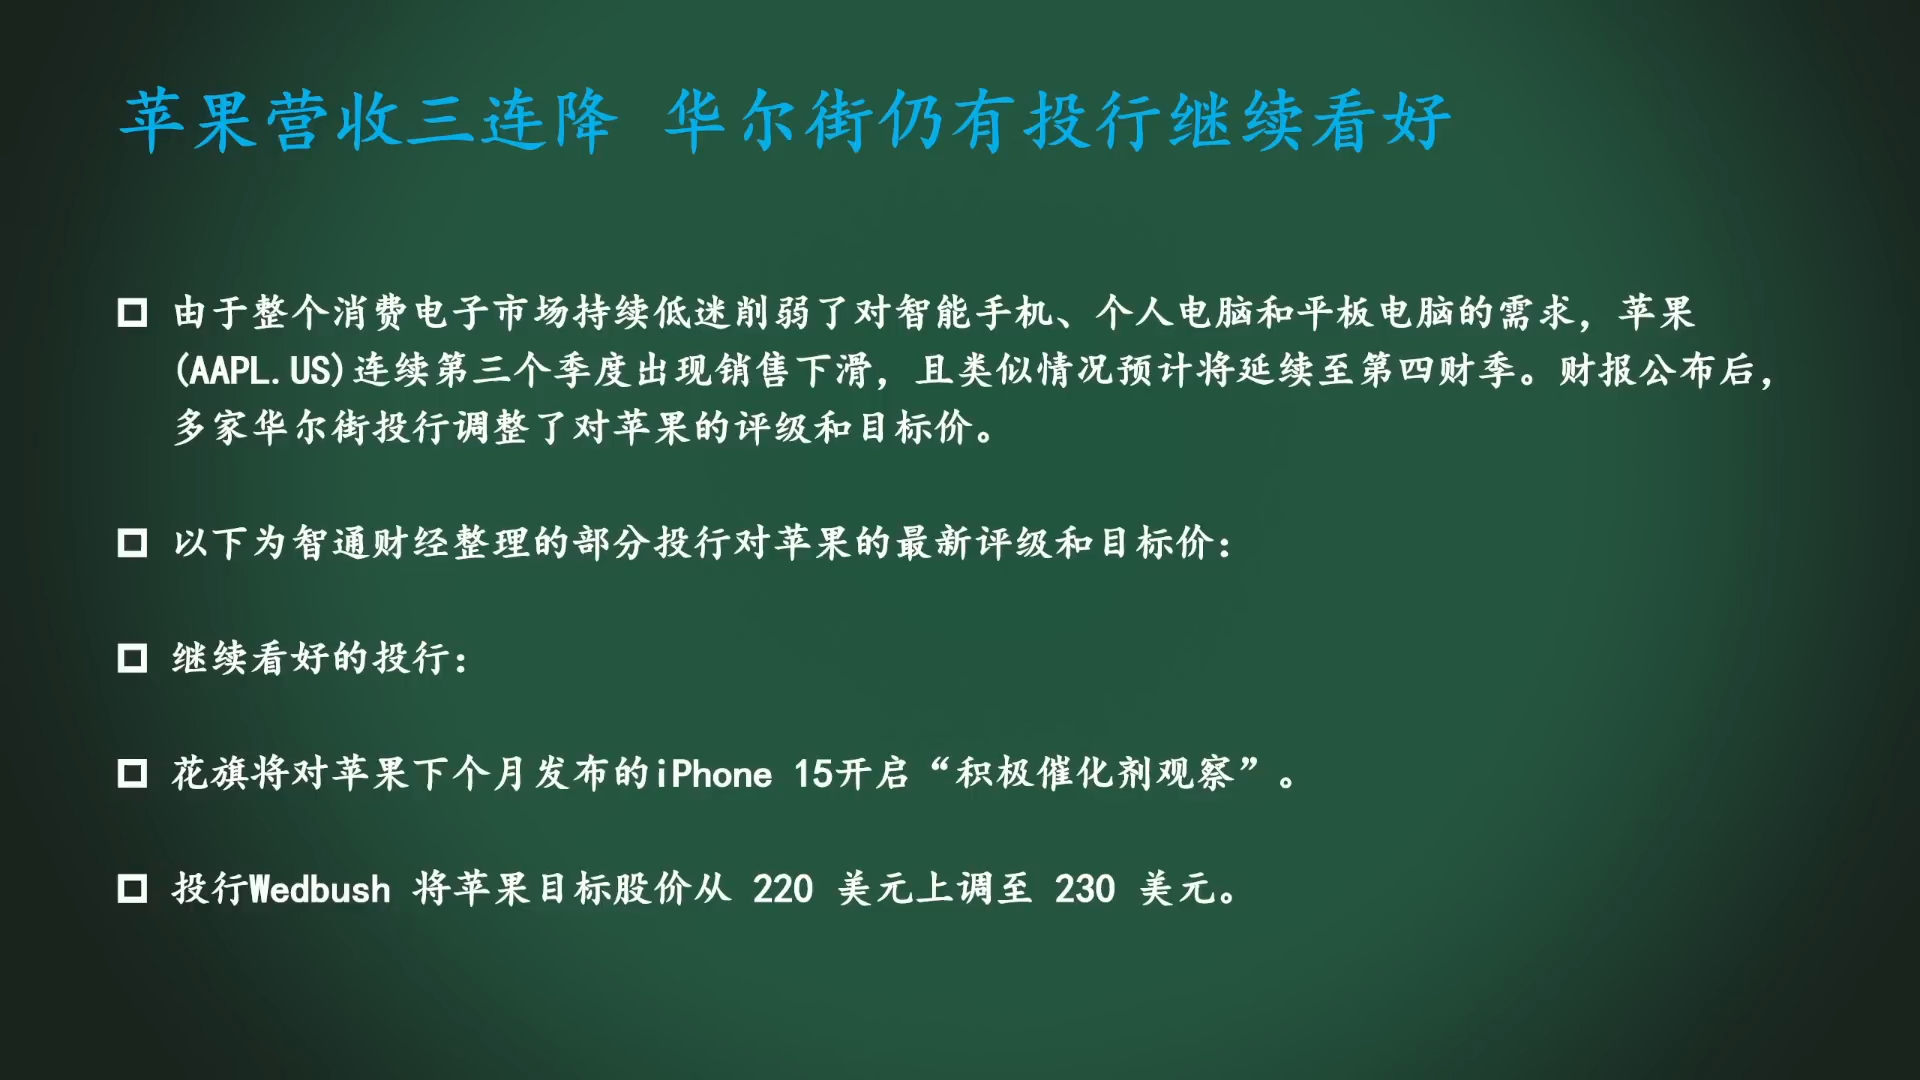 苹果营收三连降 华尔街仍有投行继续看好
由于整个消费电子市场持续低迷削弱了对智能手机、个人电脑和平板电脑的需求，苹果
(AAPL.US)连续第三个季度出现销售下滑，且类似情况预计将延续至第四财季。财报公布后，
多家华尔街投行调整了对苹果的评级和目标价。
以下为智通财经整理的部分投行对苹果的最新评级和目标价：
继续看好的投行：
花旗将对苹果下个月发布的iPhone 15开启“积极催化剂观察”。
投行Wedbush 将苹果目标股价从 220 美元上调至 230 美元。